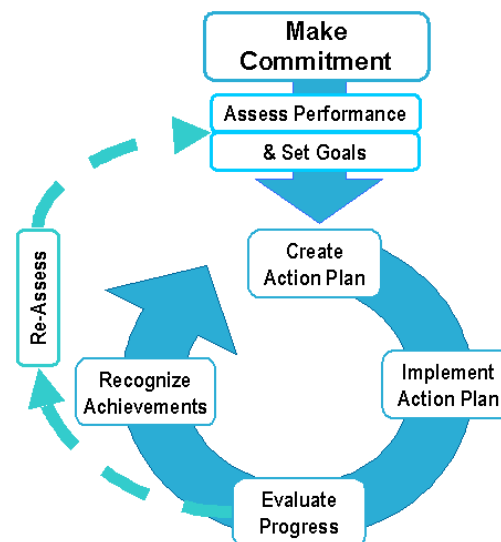 Make
Commitment
Assess Performance
& Set Goals
Create
Action Plan
Implement
Action Plan
Evaluate
Progress
Recognize
Achievements
Re-Assess